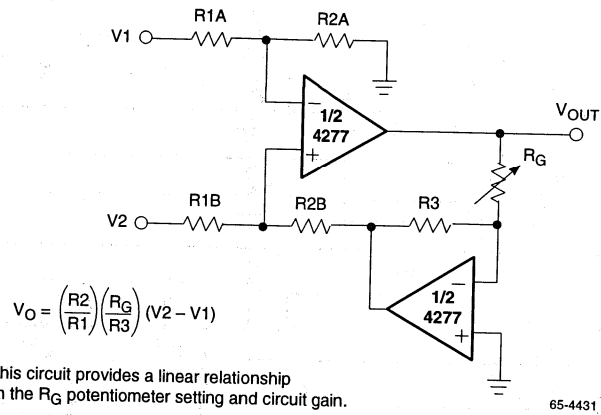 R1A
R2A
V1
−
1/2
4277
+
VOUT
RG
R1B
R2B
R3
V2
−
1/2
4277
+
VO = (R2/R1)(RG/R3) (V2 − V1)
his circuit provides a linear relationship
n the RG potentiometer setting and circuit gain.
65-4431